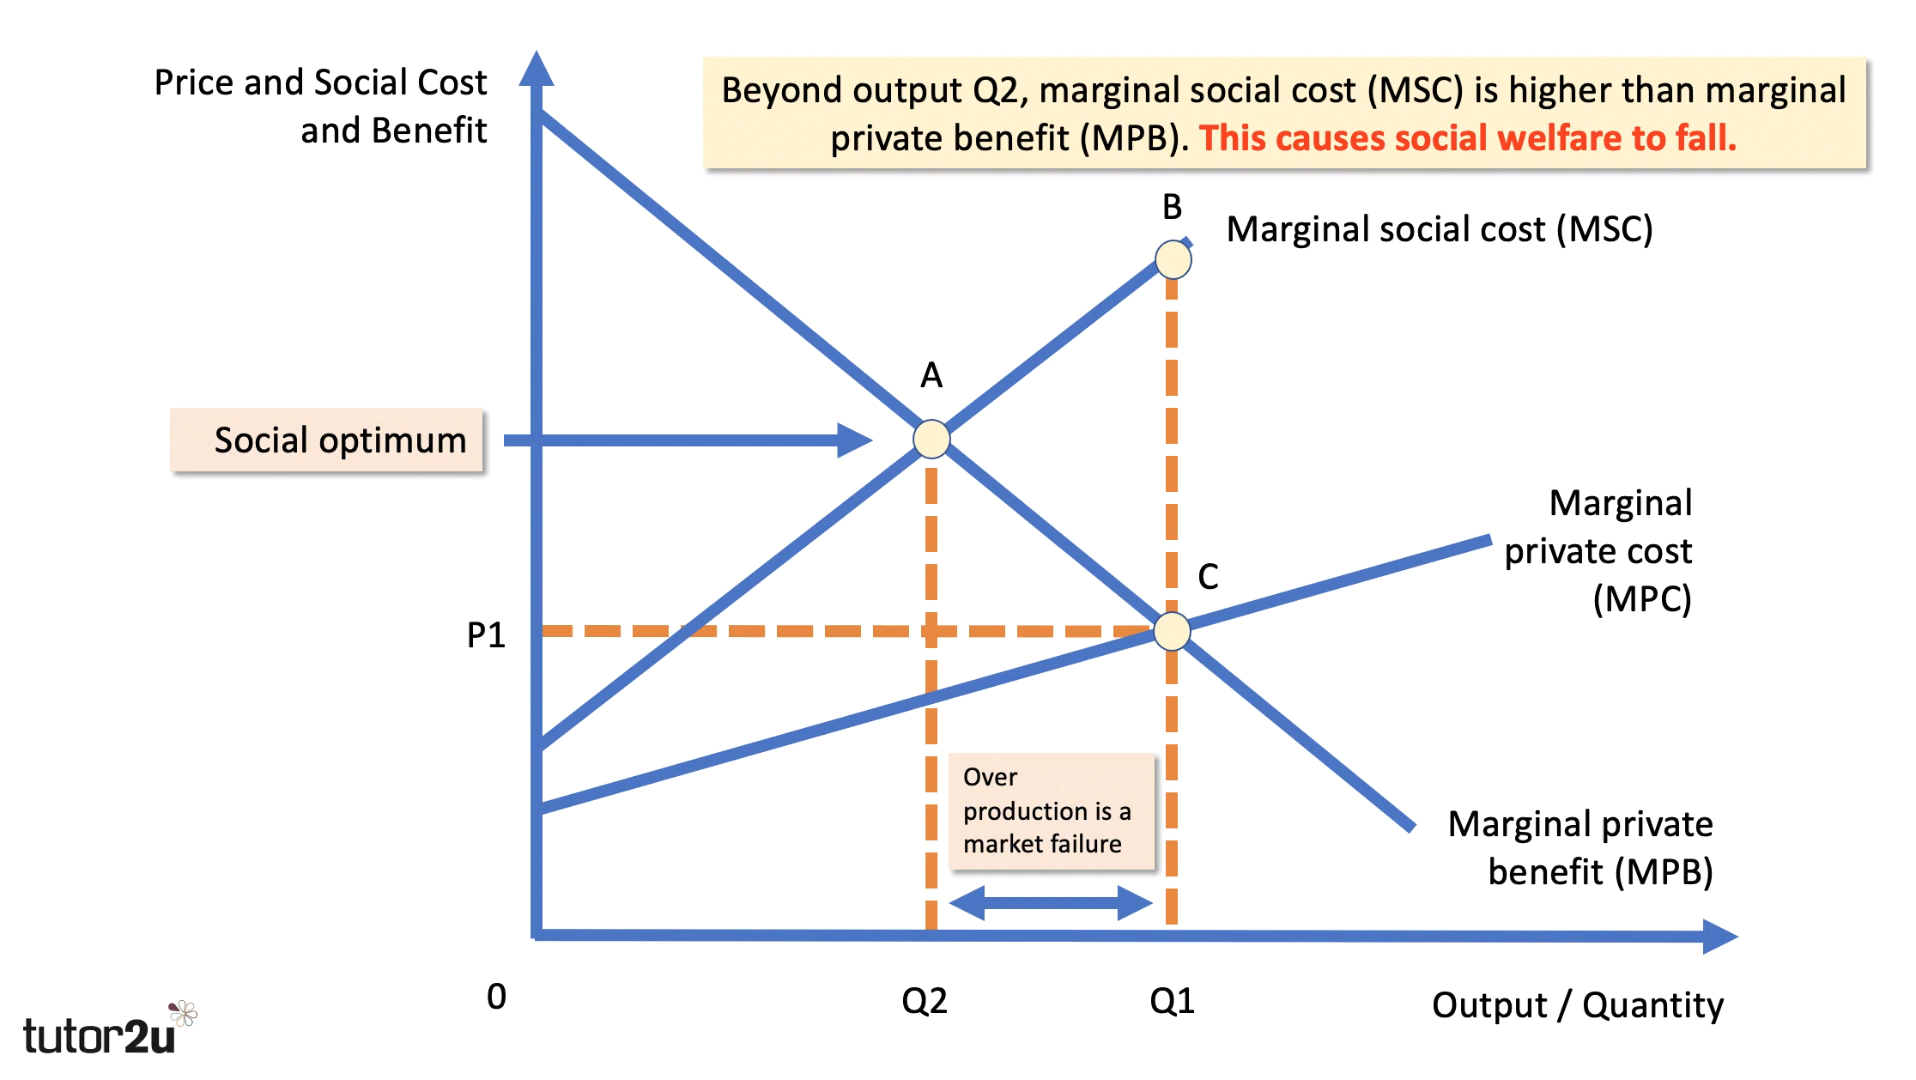 Price and Social Cost
and Benefit
Beyond output Q2, marginal social cost (MSC) is higher than marginal
private benefit (MPB). This causes social welfare to fall.
B
Marginal social cost (MSC)
A
Social optimum
Marginal
private cost
(MPC)
C
P1
Over
production is a
market failure
Marginal private
benefit (MPB)
0
Q2
Q1
Output / Quantity
tutor2u